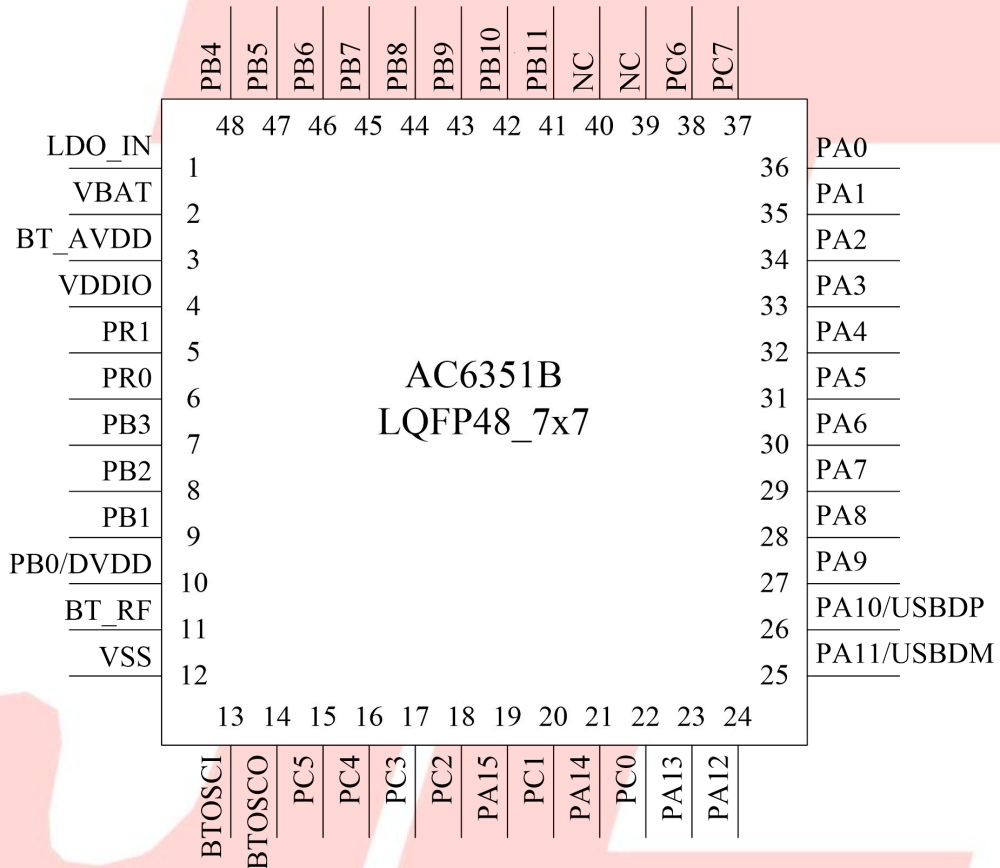 PB4 PB5 PB6 PB7 PB8 PB9 PB10 PB11 NC NC PC6 PC7
48 47 46 45 44 43 42 41 40 39 38 37
LDO_IN 1 36 PA0
VBAT 2 35 PA1
BT_AVDD 3 34 PA2
VDDIO 4 33 PA3
PR1 5 32 PA4
PR0 6 31 PA5
AC6351B
LQFP48_7x7
PB3 7 30 PA6
PB2 8 29 PA7
PB1 9 28 PA8
PB0/DVDD 10 27 PA9
BT_RF 11 26 PA10/USBDP
VSS 12 25 PA11/USBDM
13 14 15 16 17 18 19 20 21 22 23 24
BTOSCI BTOSCO PC5 PC4 PC3 PC2 PA15 PC1 PA14 PC0 PA13 PA12